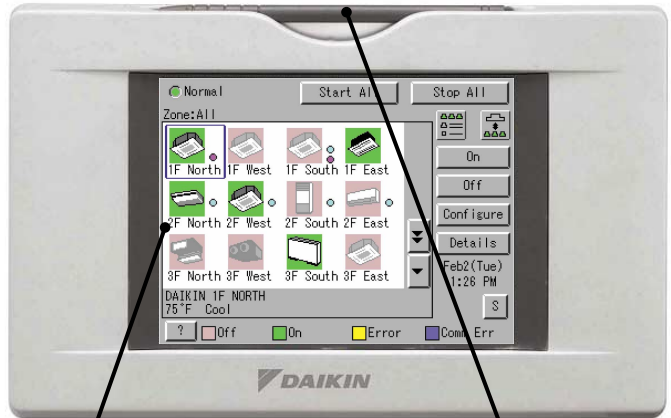 Normal
Start All
Stop All
Zone:All
1F North
1F West
1F South
1F East
On
Off
2F North
2F West
2F South
2F East
Configure
Details
3F North
3F West
3F South
3F East
Feb2(Tue)
1:26 PM
DAIKIN 1F NORTH
75°F Cool
S
?
Off
On
Error
Comm Err
DAIKIN